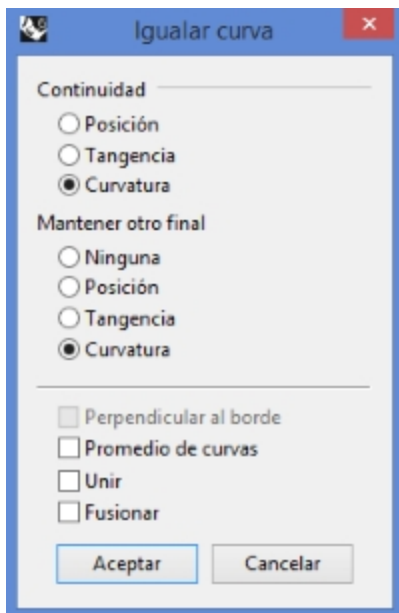 Igualar curva
Continuidad
Posición
Tangencia
Curvatura
Mantener otro final
Ninguna
Posición
Tangencia
Curvatura
Perpendicular al borde
Promedio de curvas
Unir
Fusionar
Aceptar Cancelar